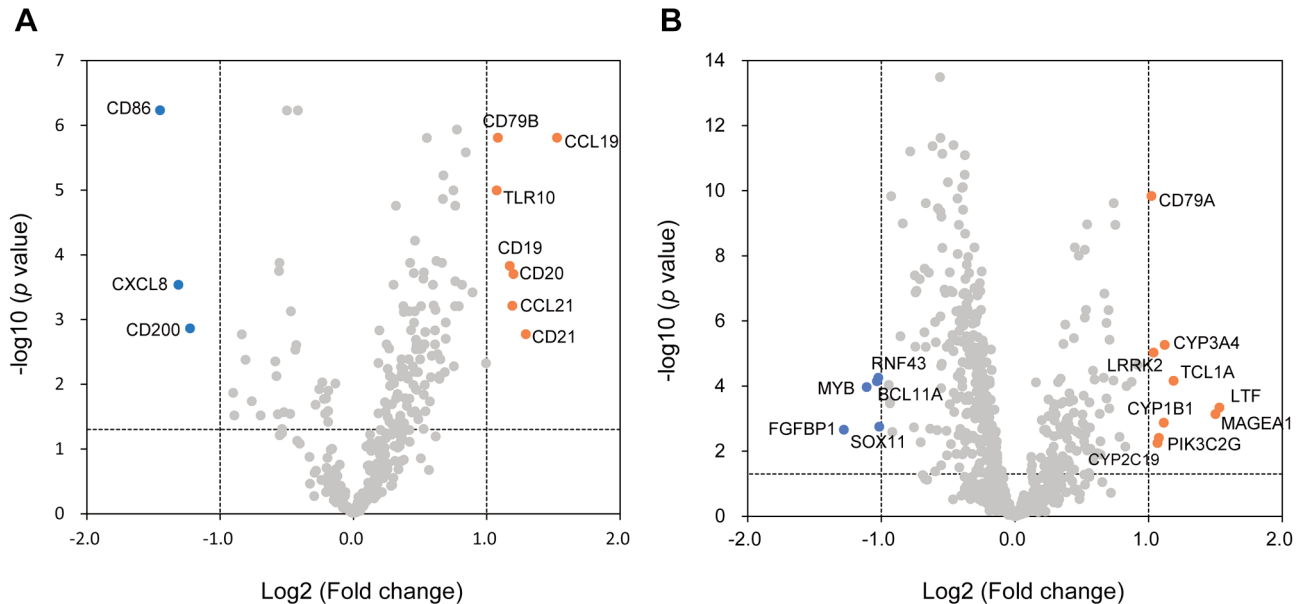 A
7
6
5
4
3
2
1
0
-2.0
-1.0
0.0
1.0
2.0
-log10 (p value)
Log2 (Fold change)
CD86
CXCL8
CD200
CD79B
CCL19
TLR10
CD19
CD20
CCL21
CD21
B
14
12
10
8
6
4
2
0
-2.0
-1.0
0.0
1.0
2.0
-log10 (p value)
Log2 (Fold change)
CD79A
RNF43
MYB
BCL11A
FGFBP1
SOX11
CYP3A4
LRRK2
TCL1A
LTF
CYP1B1
MAGEA1
PIK3C2G
CYP2C19